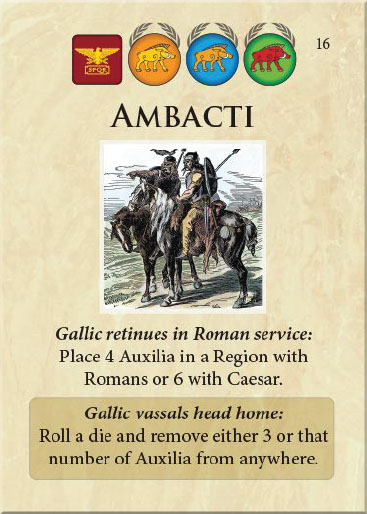 SPQR
16
AMBACTI
Gallic retinues in Roman service:
Place 4 Auxilia in a Region with
Romans or 6 with Caesar.
Gallic vassals head home:
Roll a die and remove either 3 or that
number of Auxilia from anywhere.